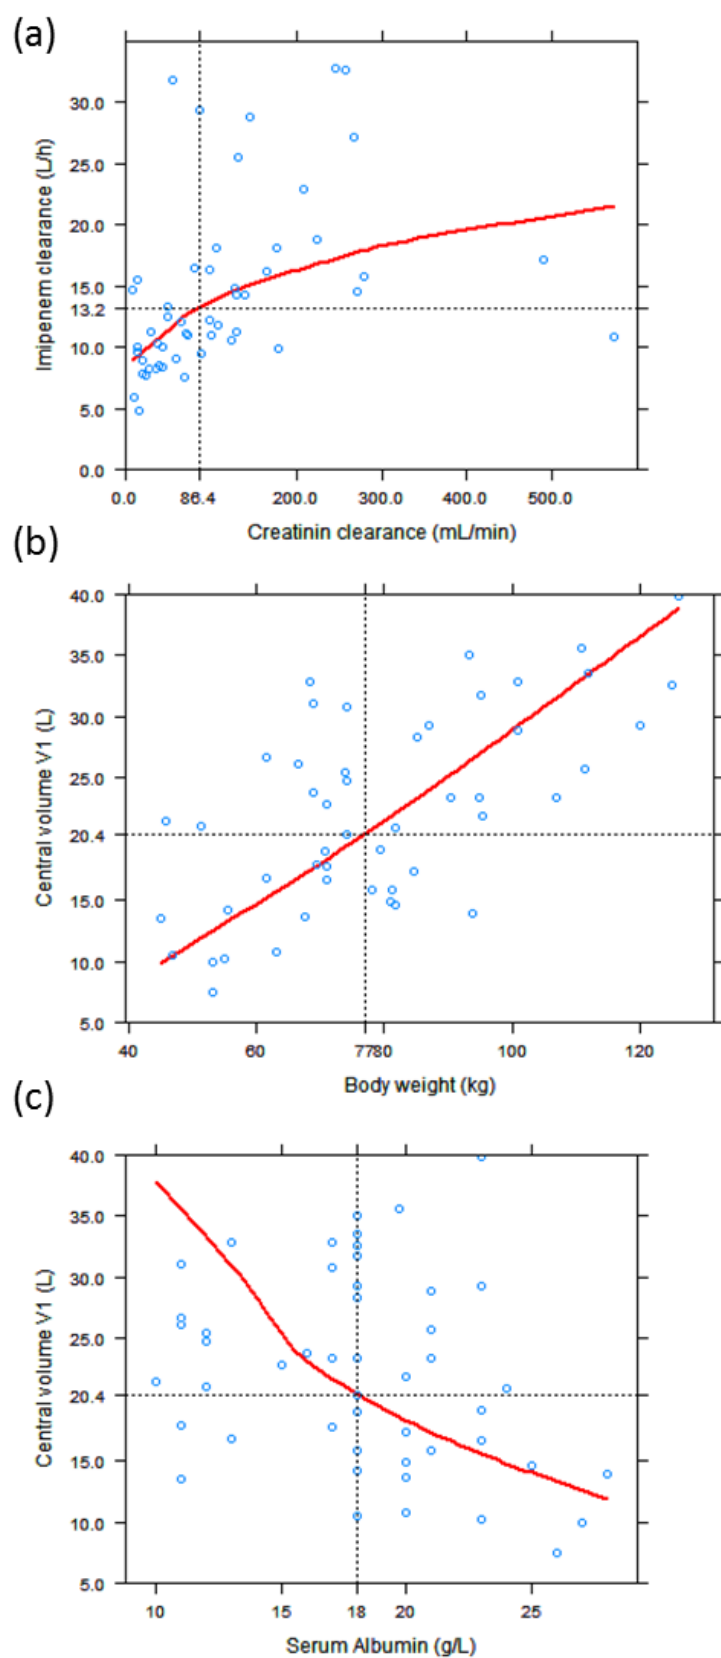 (a)
Imipenem clearance (L/h)
30.0
25.0
20.0
15.0
13.2
10.0
5.0
0.0
0.0 86.4 200.0 300.0 400.0 500.0
Creatinin clearance (mL/min)
(b)
Central volume V1 (L)
40.0
35.0
30.0
25.0
20.4
15.0
10.0
5.0
40 60 7780 100 120
Body weight (kg)
(c)
Central volume V1 (L)
40.0
35.0
30.0
25.0
20.4
15.0
10.0
5.0
10 15 18 20 25
Serum Albumin (g/L)